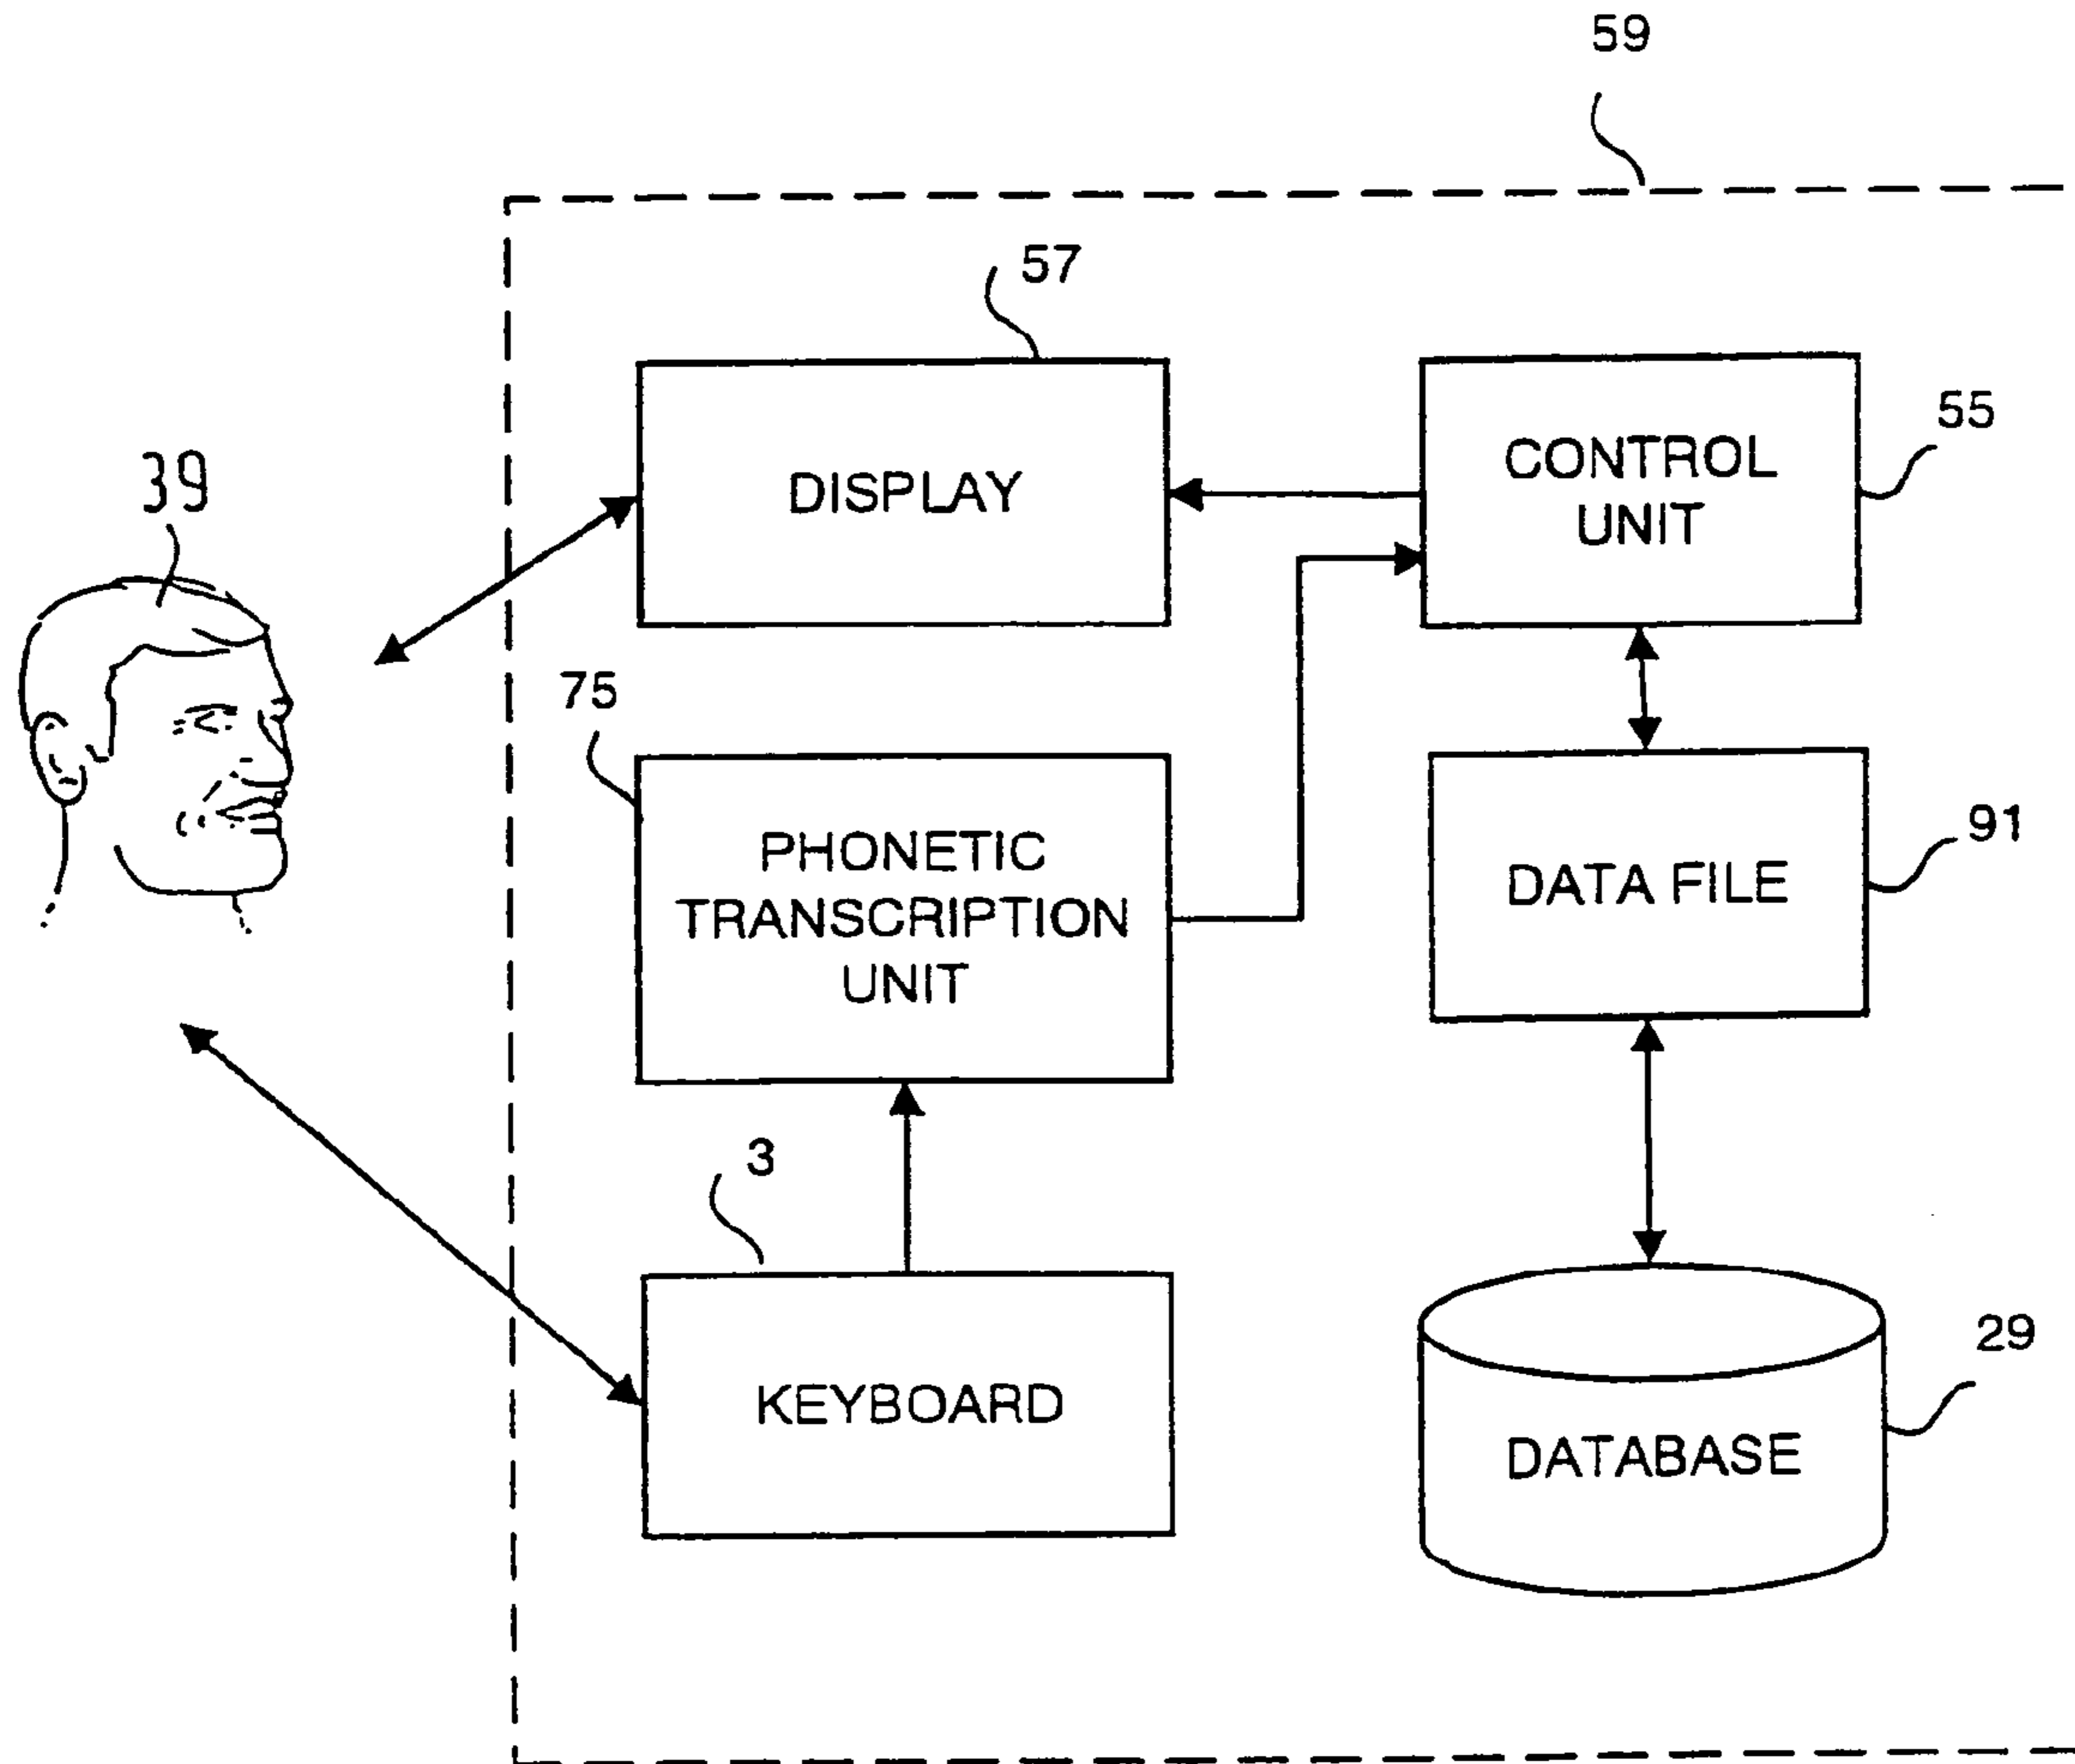 59
57
DISPLAY
CONTROL
UNIT
55
39
75
PHONETIC
TRANSCRIPTION
UNIT
DATA FILE
91
3
KEYBOARD
DATABASE
29